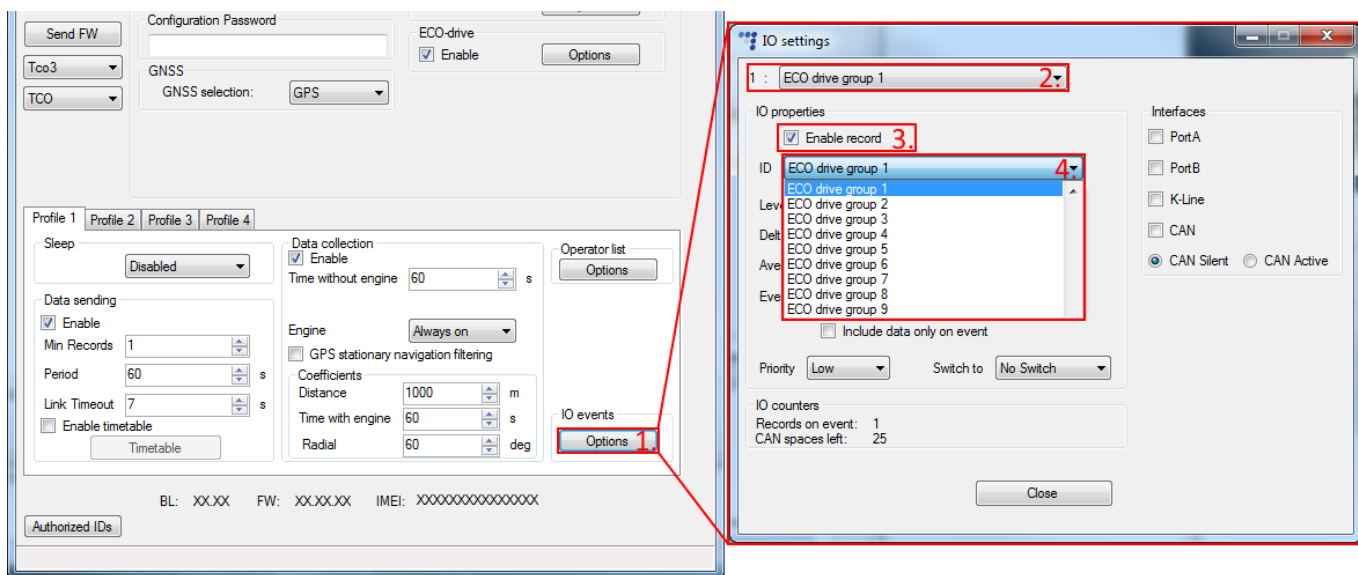 Send FW
Tco3
TCO
Configuration Password
GNSS
GNSS selection:
GPS
ECO-drive
Enable
Options
Profile 1
Profile 2
Profile 3
Profile 4
Sleep
Disabled
Data sending
Enable
Min Records 1
Period 60 s
Link Timeout 7 s
Enable timetable
Timetable
Data collection
Enable
Time without engine 60 s
Engine Always on
GPS stationary navigation filtering
Coefficients
Distance 1000 m
Time with engine 60 s
Radial 60 deg
Operator list
Options
IO events
Options 1.
BL: XX.XX FW: XX.XX.XX IMEI: XXXXXXXXXXXXXXX
Authorized IDs
IO settings
1 : ECO drive group 1 2.
IO properties
Enable record 3.
ID ECO drive group 1 4.
ECO drive group 1
Leve ECO drive group 2
ECO drive group 3
Delt ECO drive group 4
ECO drive group 5
Ave ECO drive group 6
ECO drive group 7
Eve ECO drive group 8
ECO drive group 9
Include data only on event
Priority Low Switch to No Switch
IO counters
Records on event: 1
CAN spaces left: 25
Interfaces
PortA
PortB
K-Line
CAN
CAN Silent CAN Active
Close